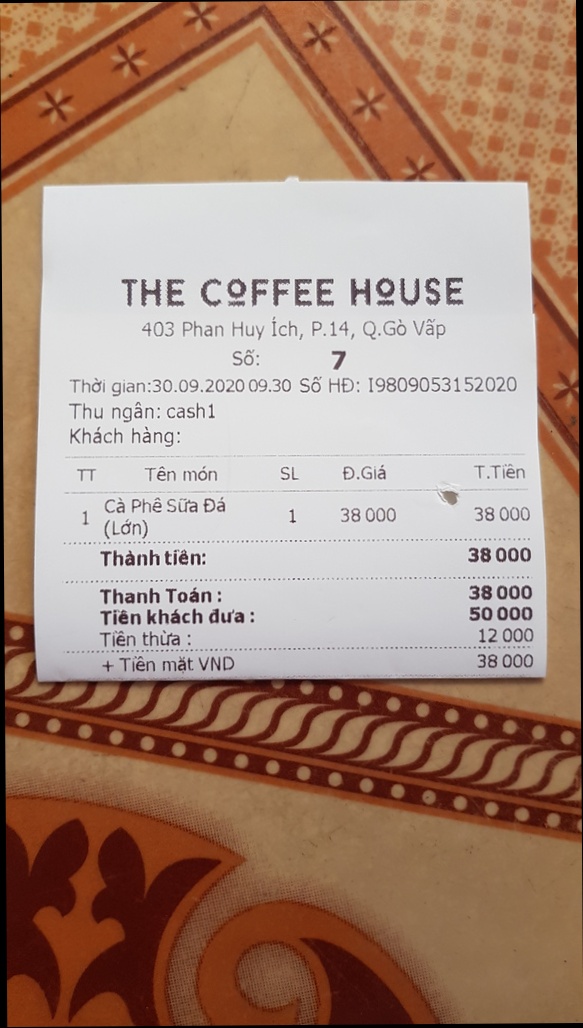 THE COFFEE HOUSE
403 Phan Huy Ích, P.14, Q.Gò Vấp
Số: 7
Thời gian:30.09.2020 09.30 Số HĐ: I9809053152020
Thu ngân: cash1
Khách hàng:
TT Tên món SL Đ.Giá T.Tiền
1 Cà Phê Sữa Đá (Lớn) 1 38 000 38 000
Thành tiền: 38 000
Thanh Toán : 38 000
Tiền khách đưa : 50 000
Tiền thừa : 12 000
+ Tiền mặt VND 38 000